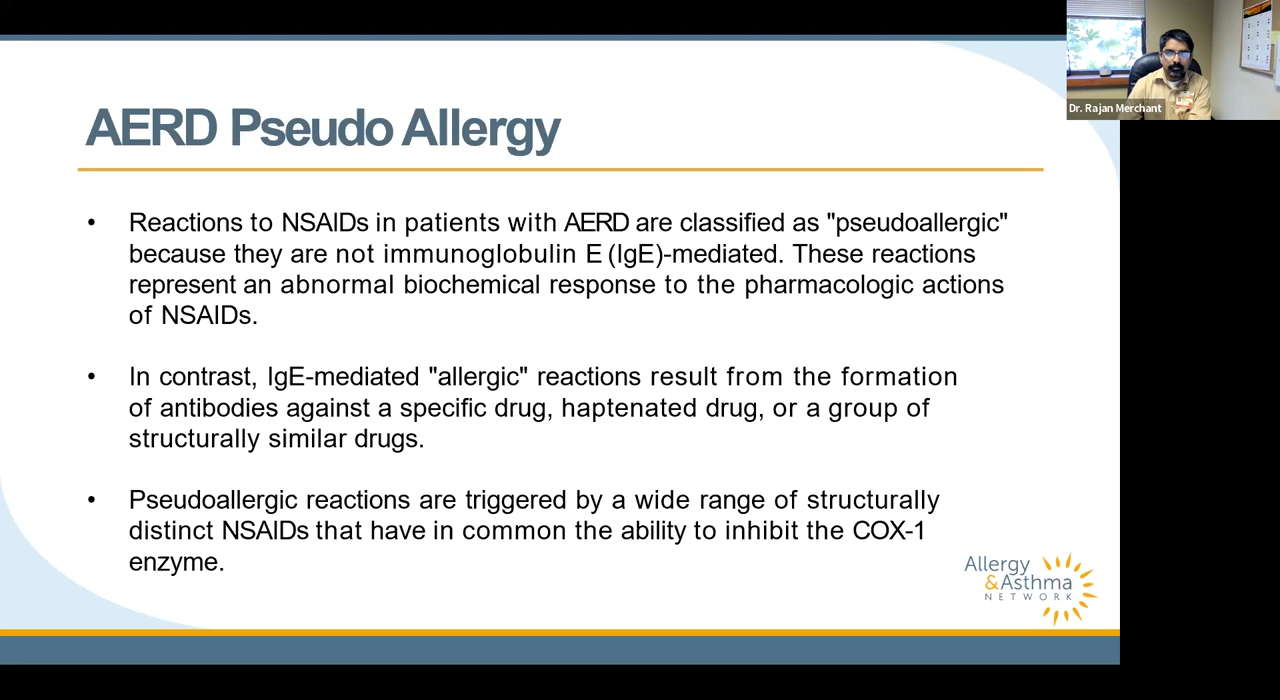 Dr. Rajan Merchant
AERD Pseudo Allergy
• Reactions to NSAIDs in patients with AERD are classified as "pseudoallergic"
because they are not immunoglobulin E (IgE)-mediated. These reactions
represent an abnormal biochemical response to the pharmacologic actions
of NSAIDs.
• In contrast, IgE-mediated "allergic" reactions result from the formation
of antibodies against a specific drug, haptenated drug, or a group of
structurally similar drugs.
• Pseudoallergic reactions are triggered by a wide range of structurally
distinct NSAIDs that have in common the ability to inhibit the COX-1
enzyme.
Allergy
&Asthma
NETWORK